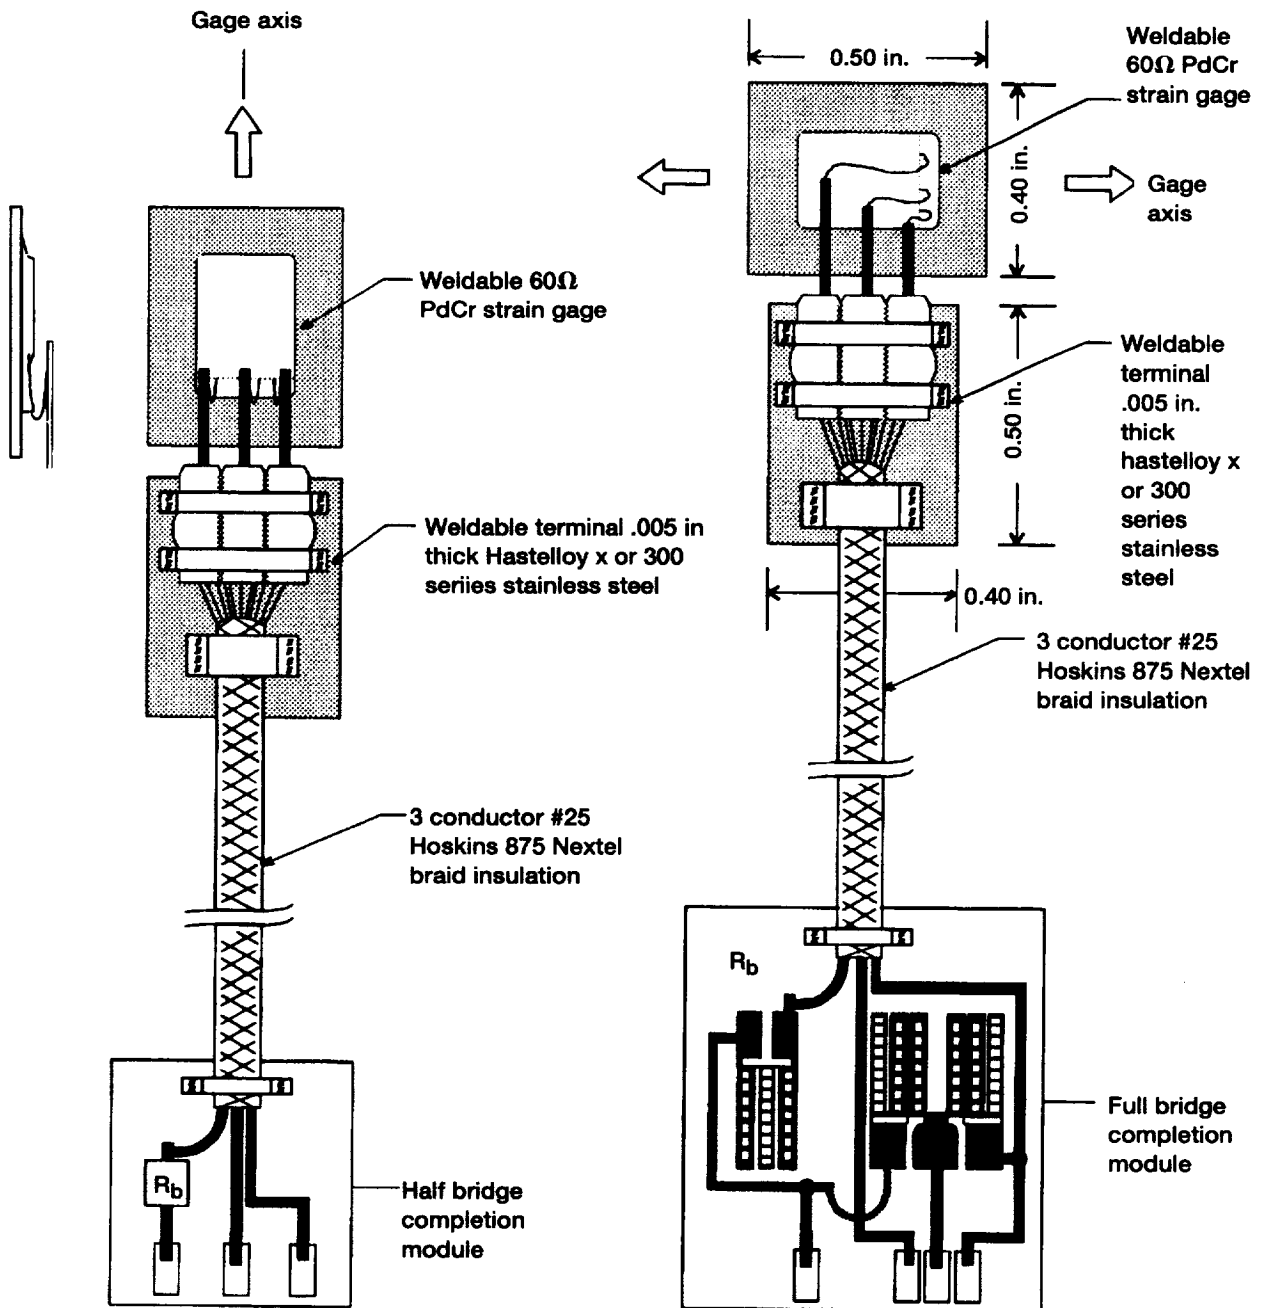 Gage axis
Weldable 60Ω
PdCr strain gage
Weldable terminal .005 in
thick Hastelloy x or 300
seriies stainless steel
3 conductor #25
Hoskins 875 Nextel
braid insulation
Rb
Half bridge
completion
module
0.50 in.
Weldable
60Ω PdCr
strain gage
0.40 in.
Gage
axis
0.50 in.
Weldable
terminal
.005 in.
thick
hastelloy x
or 300
series
stainless
steel
0.40 in.
3 conductor #25
Hoskins 875 Nextel
braid insulation
Rb
Full bridge
completion
module